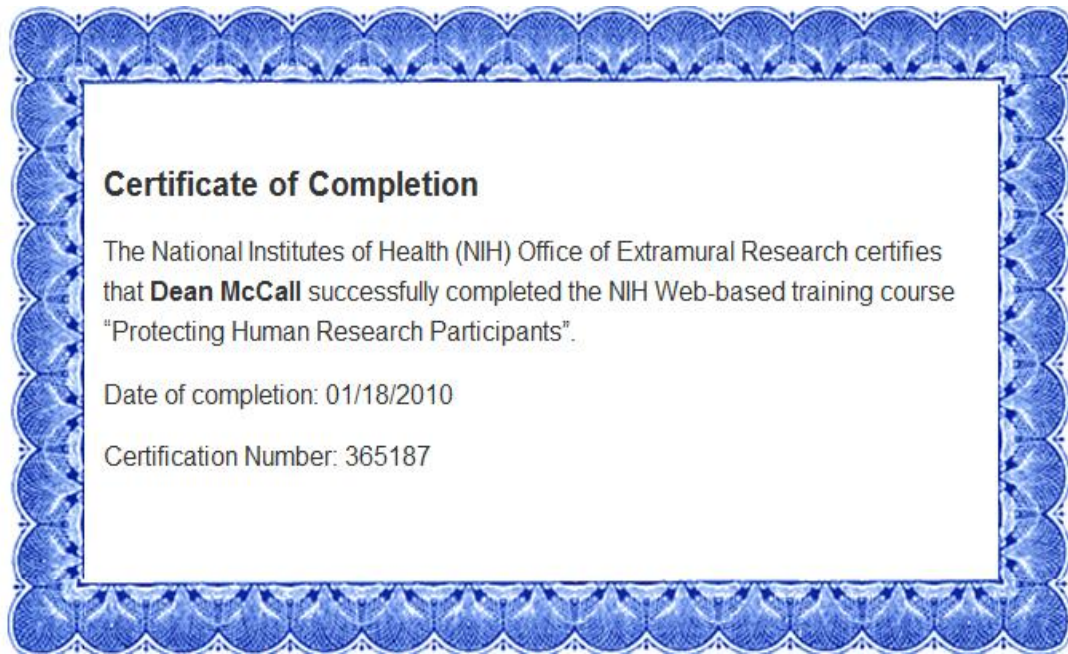 Certificate of Completion
The National Institutes of Health (NIH) Office of Extramural Research certifies
that Dean McCall successfully completed the NIH Web-based training course
“Protecting Human Research Participants”.
Date of completion: 01/18/2010
Certification Number: 365187